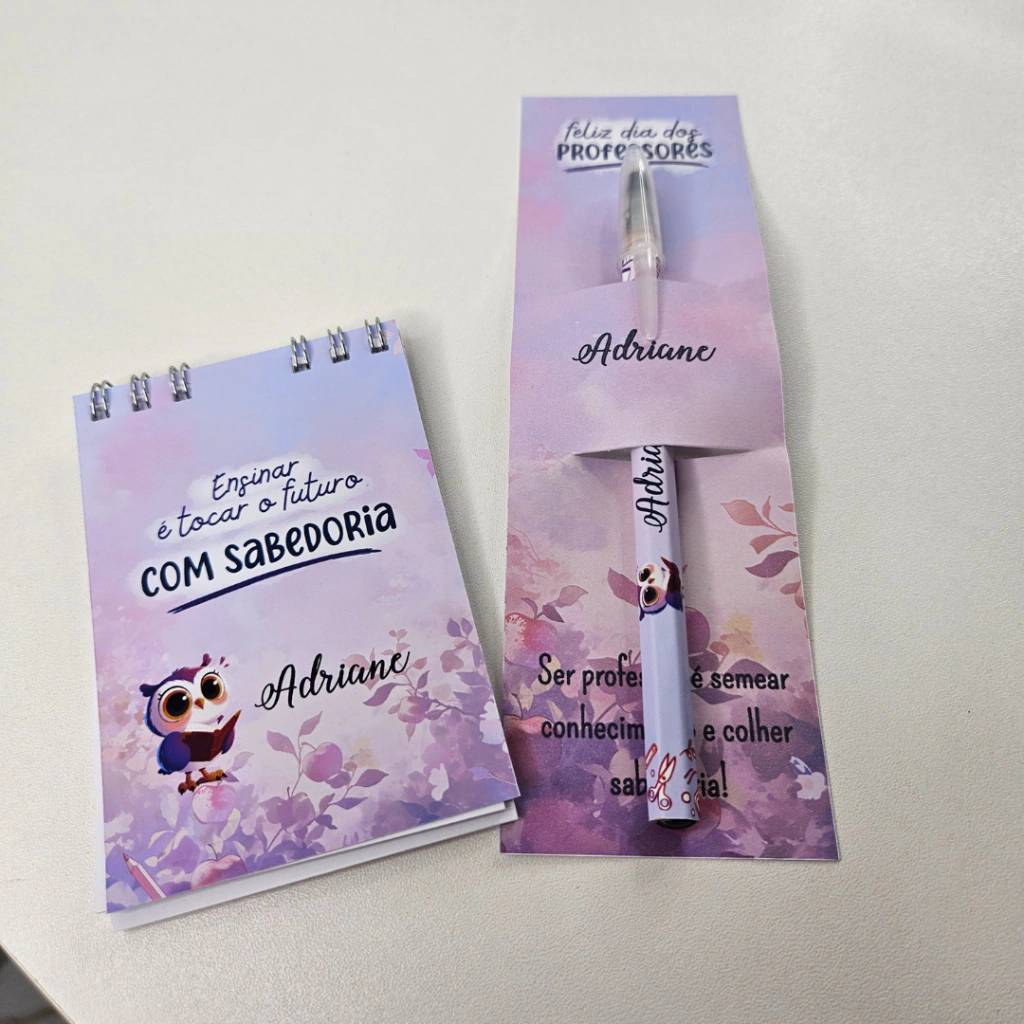 Ensinar
é tocar o futuro
COM SABEDORIA
Adriane
feliz dia dos
PROFESSORES
Adriane
Ser é semear
e colher